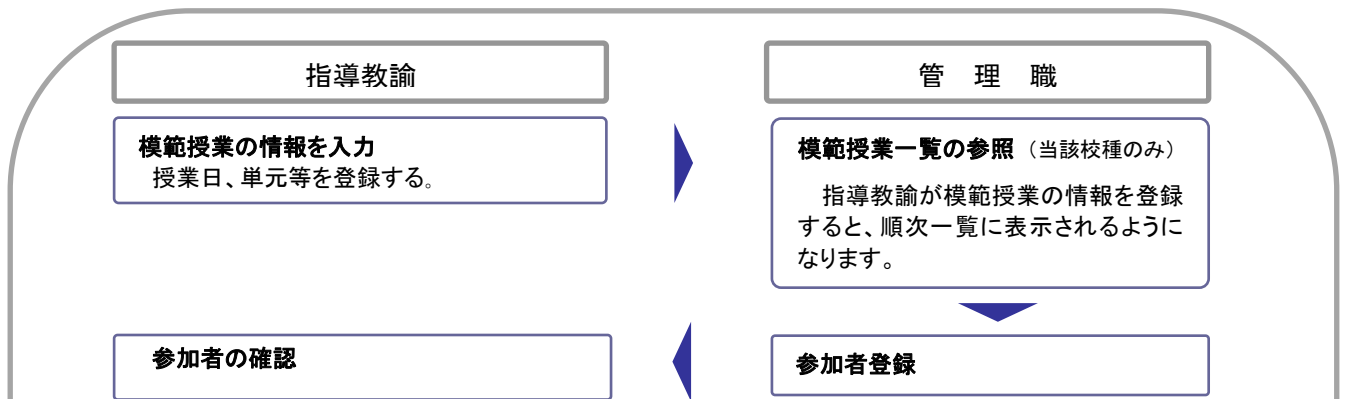 指導教諭
管 理 職
模範授業の情報を入力
授業日、単元等を登録する。
模範授業一覧の参照（当該校種のみ）
指導教諭が模範授業の情報を登録
すると、順次一覧に表示されるように
なります。
参加者の確認
参加者登録